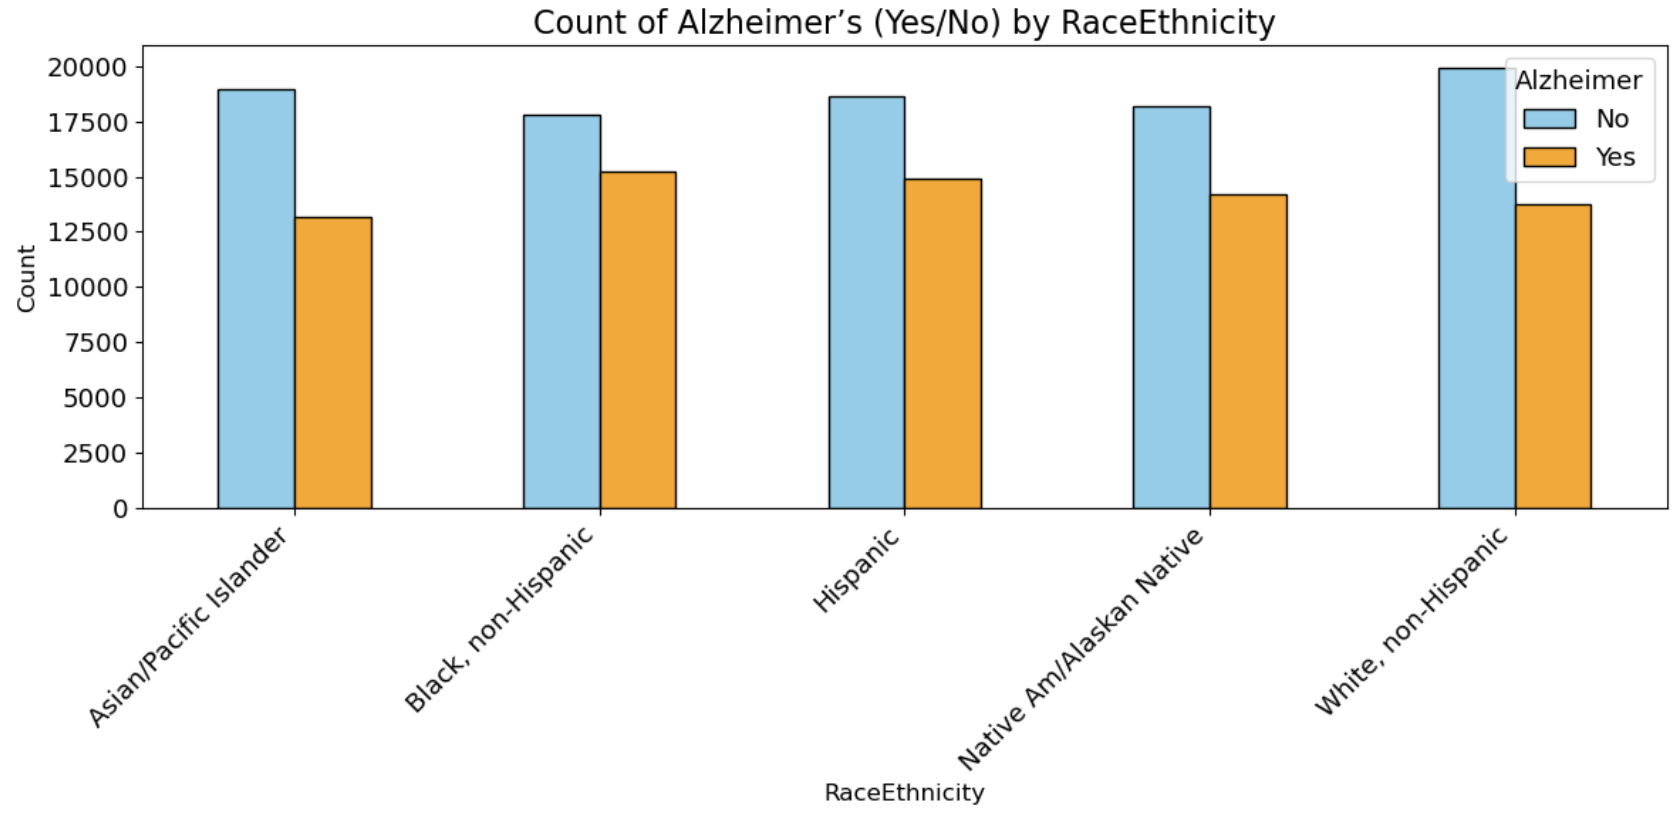 Count of Alzheimer’s (Yes/No) by RaceEthnicity
Count
20000
17500
15000
12500
10000
7500
5000
2500
0
Alzheimer
No
Yes
Asian/Pacific Islander
Black, non-Hispanic
Hispanic
Native Am/Alaskan Native
White, non-Hispanic
RaceEthnicity